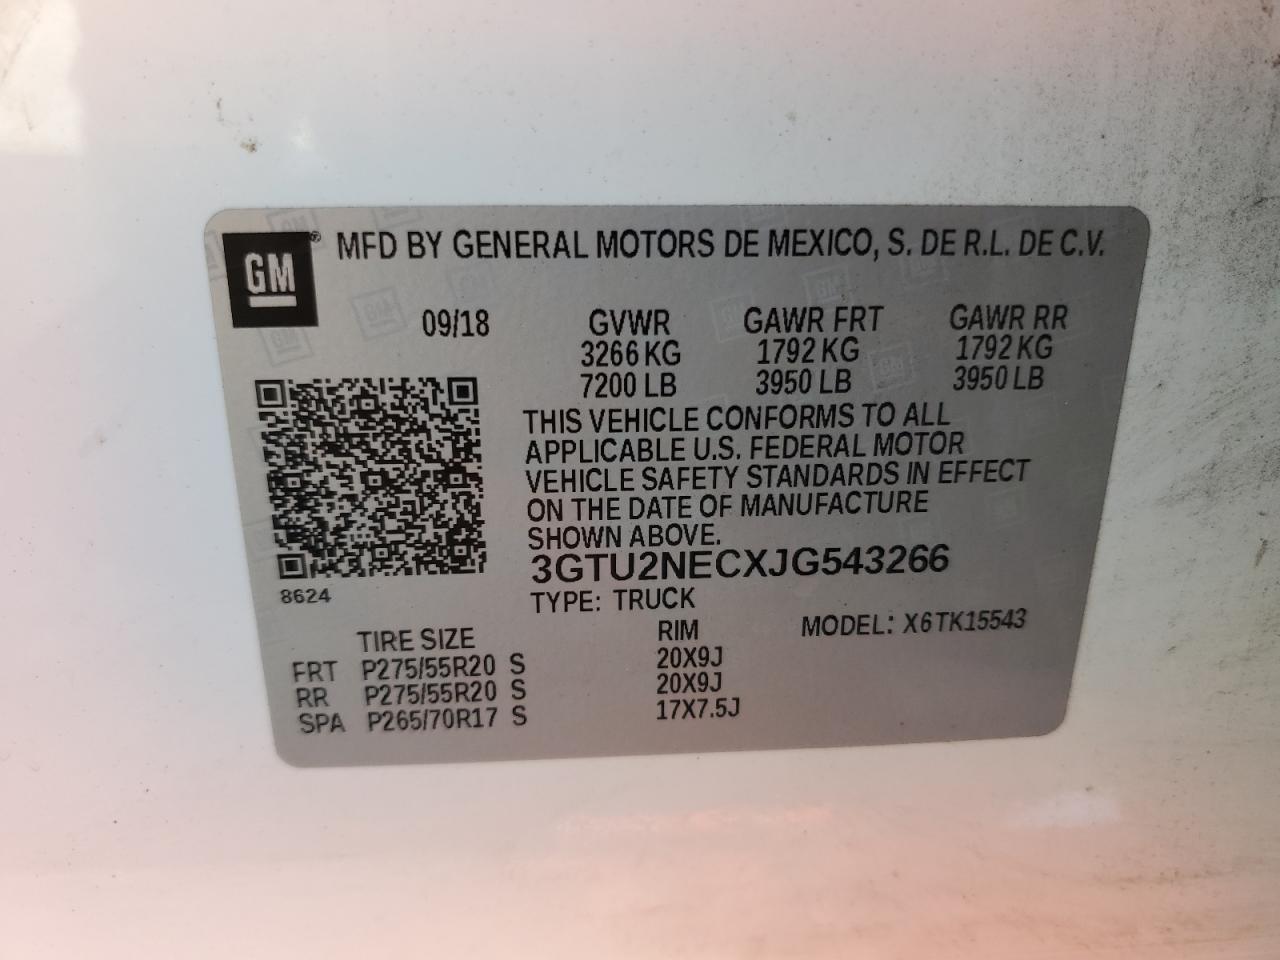 GM® MFD BY GENERAL MOTORS DE MEXICO, S. DE R.L. DE C.V.
09/18 GVWR GAWR FRT GAWR RR
3266 KG 1792 KG 1792 KG
7200 LB 3950 LB 3950 LB
THIS VEHICLE CONFORMS TO ALL
APPLICABLE U.S. FEDERAL MOTOR
VEHICLE SAFETY STANDARDS IN EFFECT
ON THE DATE OF MANUFACTURE
SHOWN ABOVE.
3GTU2NECXJG543266
8624
TYPE: TRUCK MODEL: X6TK15543
TIRE SIZE RIM
FRT P275/55R20 S 20X9J
RR P275/55R20 S 20X9J
SPA P265/70R17 S 17X7.5J